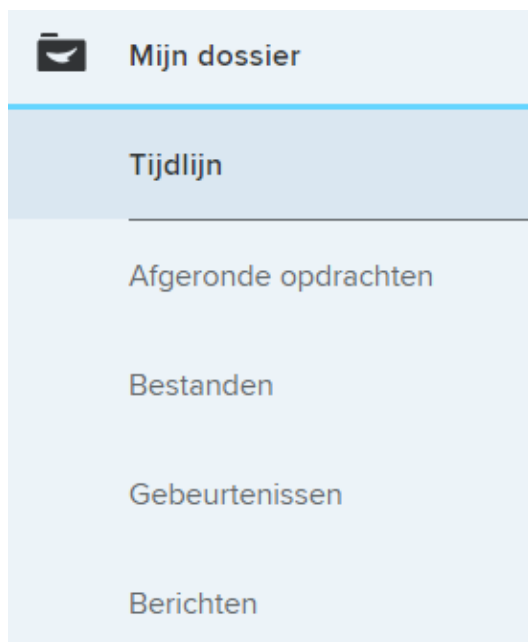 Mijn dossier
Tijdlijn
Afgeronde opdrachten
Bestanden
Gebeurtenissen
Berichten